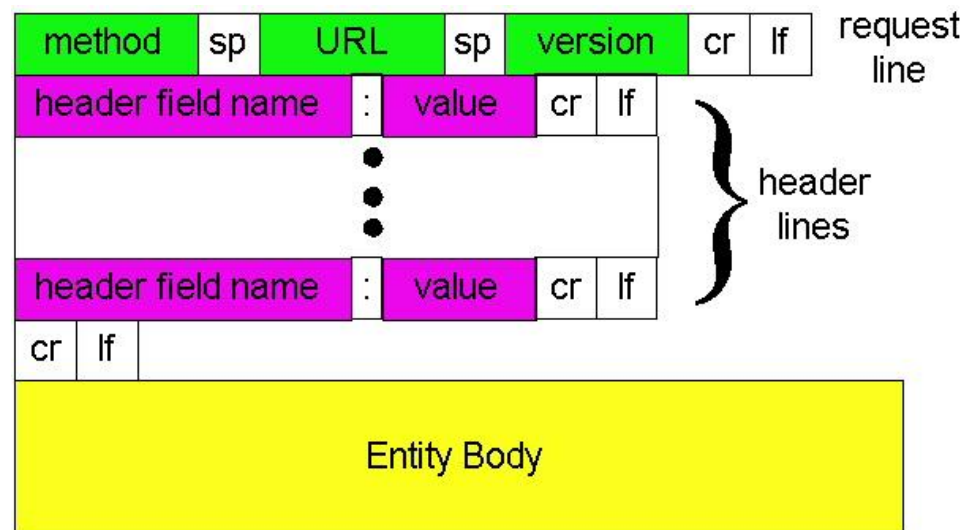 method sp URL sp version cr lf
request
line
header field name : value cr lf
header
lines
header field name : value cr lf
cr lf
Entity Body